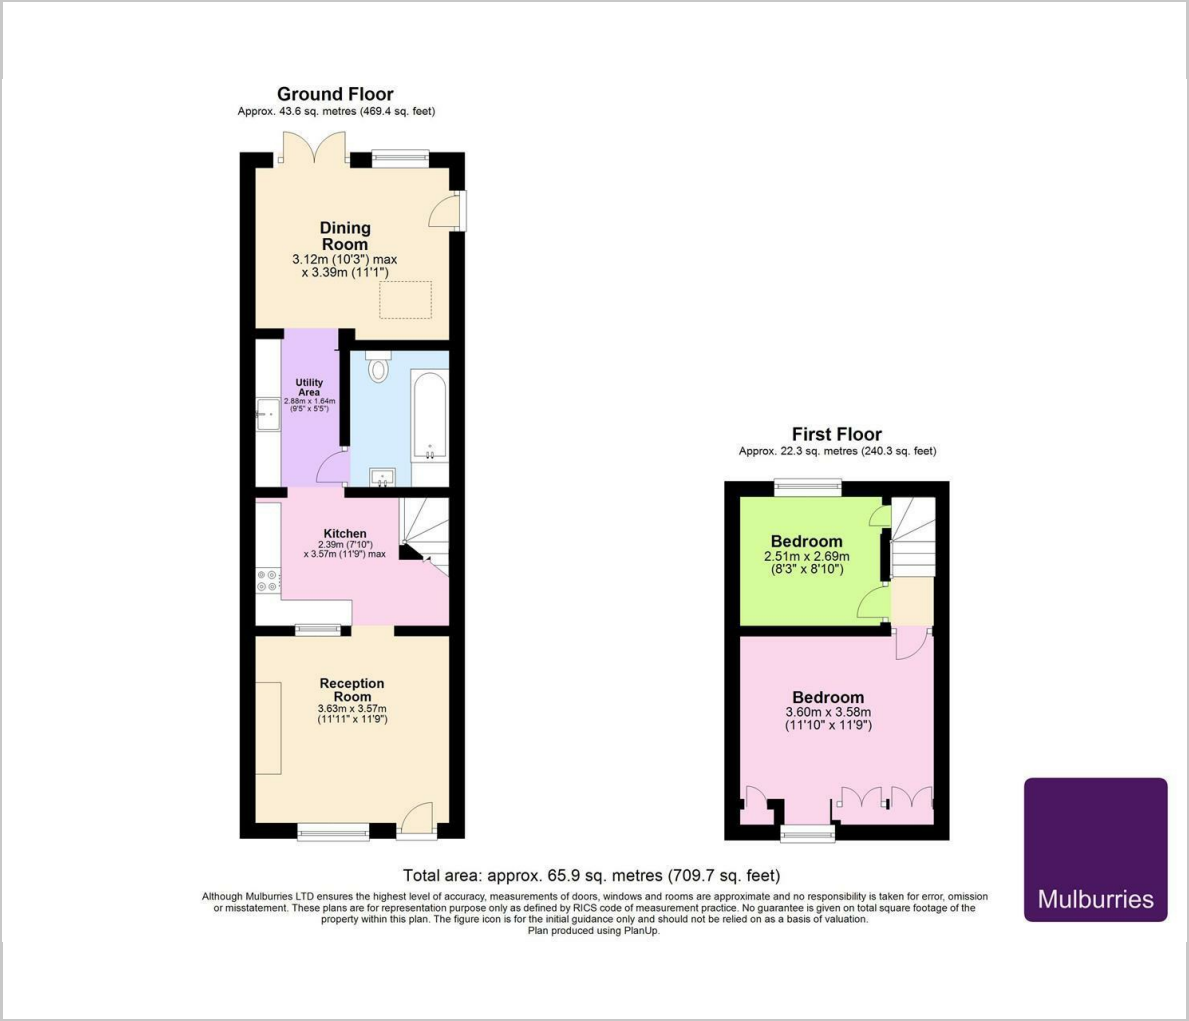 Ground Floor
Approx. 43.6 sq. metres (469.4 sq. feet)
Dining
Room
3.12m (10'3") max
x 3.39m (11'1")
Utility
Area
2.88m x 1.64m
(9'5" x 5'5")
Kitchen
2.39m (7'10")
x 3.57m (11'9") max
Reception
Room
3.63m x 3.57m
(11'11" x 11'9")
First Floor
Approx. 22.3 sq. metres (240.3 sq. feet)
Bedroom
2.51m x 2.69m
(8'3" x 8'10")
Bedroom
3.60m x 3.58m
(11'10" x 11'9")
Mulburries
Total area: approx. 65.9 sq. metres (709.7 sq. feet)
Although Mulburries LTD ensures the highest level of accuracy, measurements of doors, windows and rooms are approximate and no responsibility is taken for error, omission
or misstatement. These plans are for representation purpose only as defined by RICS code of measurement practice. No guarantee is given on total square footage of the
property within this plan. The figure icon is for the initial guidance only and should not be relied on as a basis of valuation.
Plan produced using PlanUp.